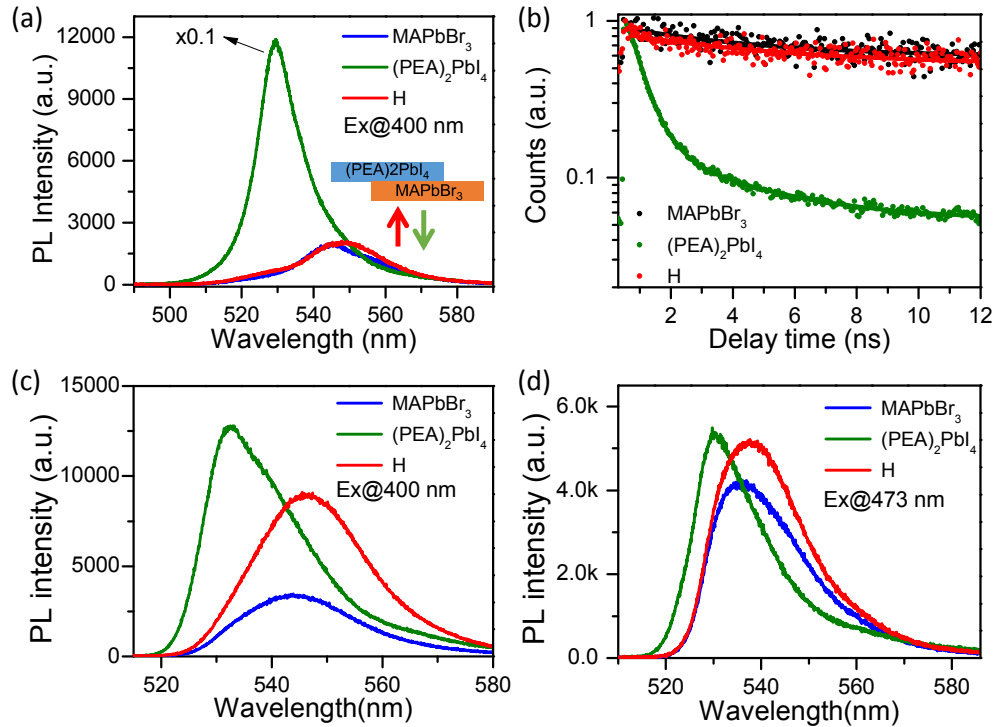 (a)
PL Intensity (a.u.)
12000
9000
6000
3000
0
x0.1
MAPbBr₃
(PEA)₂PbI₄
H
Ex@400 nm
(PEA)2PbI₄
MAPbBr₃
500 520 540 560 580
Wavelength (nm)
(b)
Counts (a.u.)
1
0.1
MAPbBr₃
(PEA)₂PbI₄
H
2 4 6 8 10 12
Delay time (ns)
(c)
PL intensity (a.u.)
15000
10000
5000
0
MAPbBr₃
(PEA)₂PbI₄
H
Ex@400 nm
520 540 560 580
Wavelength(nm)
(d)
PL intensity (a.u.)
6.0k
4.0k
2.0k
0.0
MAPbBr₃
(PEA)₂PbI₄
H
Ex@473 nm
520 540 560 580
Wavelength(nm)